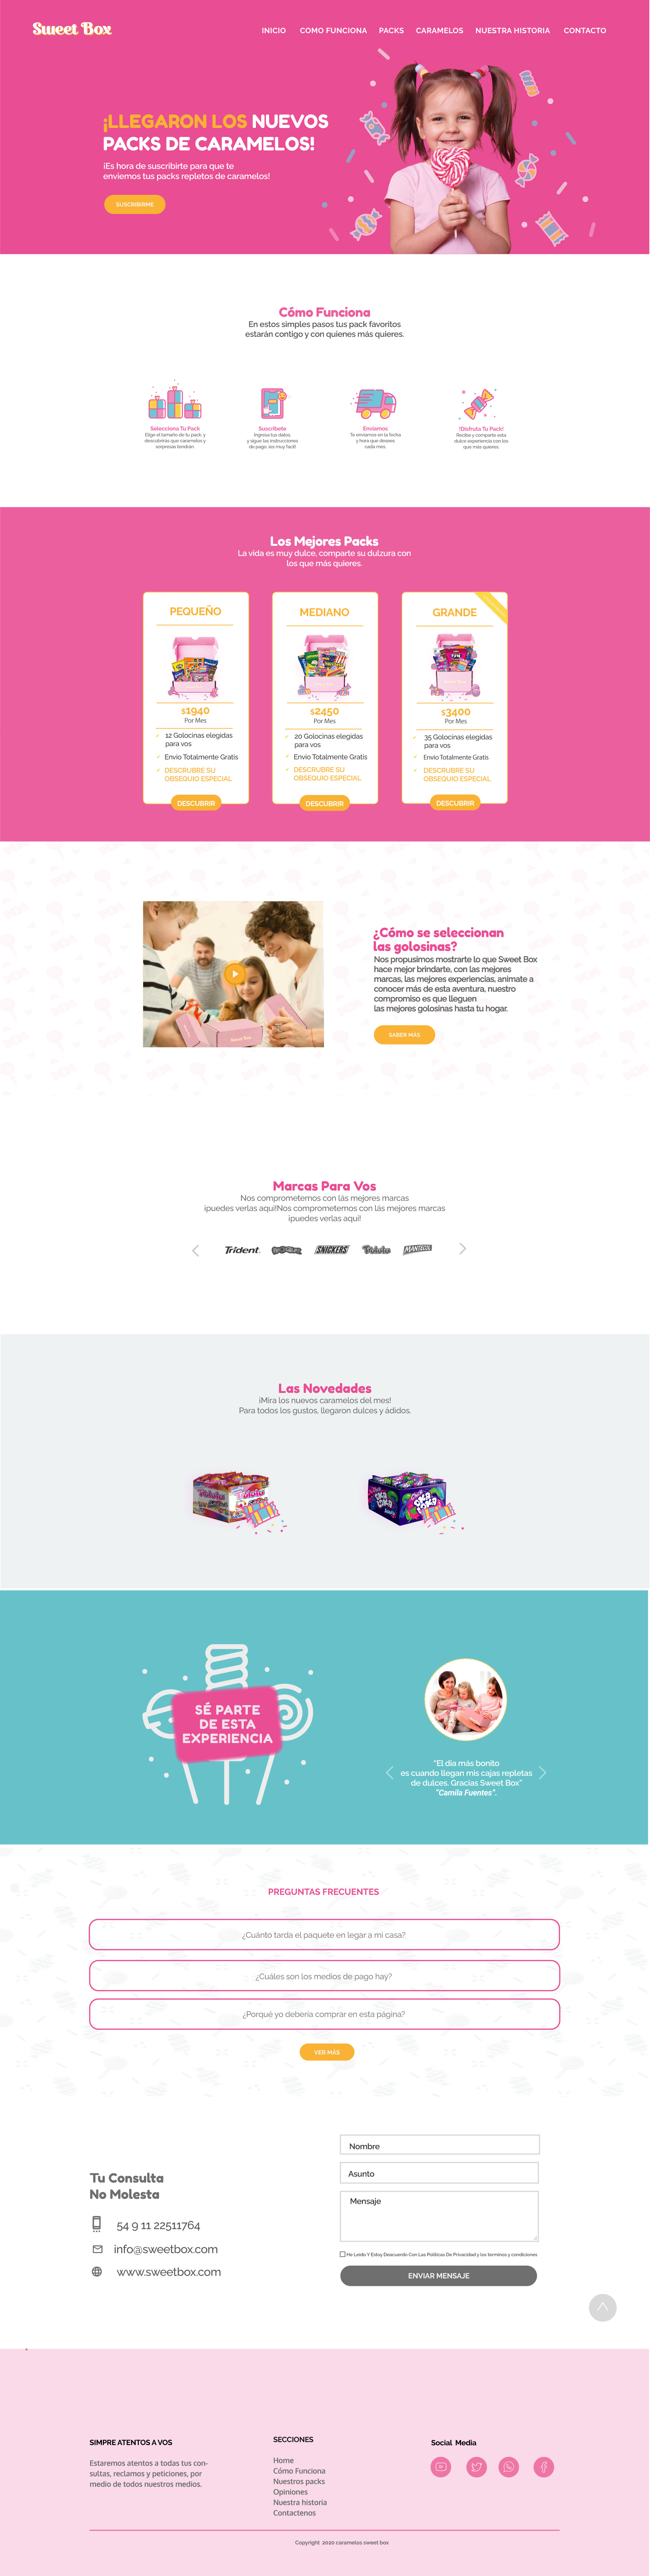 Sweet Box
INICIO COMO FUNCIONA PACKS CARAMELOS NUESTRA HISTORIA CONTACTO
¡LLEGARON LOS NUEVOS
PACKS DE CARAMELOS!
¡Es hora de suscribirte para que te
enviemos tus packs repletos de caramelos!
SUSCRIBIRME
Cómo Funciona
En estos simples pasos tus pack favoritos
estarán contigo y con quienes más quieres.
Selecciona Tu Pack
Elige el tamaño de tu pack y
descubrirás que caramelos y
sorpresas tendrán.
Suscríbete
Ingresa tus datos,
y sigue las instrucciones
de pago, ¡es muy fácil!
Enviamos
Te enviamos en la fecha
y hora que desees
cada mes.
!Disfruta Tu Pack!
Recibe y comparte esta
dulce experiencia con los
que más quieres.
Los Mejores Packs
La vida es muy dulce, comparte su dulzura con
los que más quieres.
PEQUEÑO
$1940
Por Mes
12 Golocinas elegidas
para vos
Envío Totalmente Gratis
DESCRUBRE SU
OBSEQUIO ESPECIAL
DESCUBRIR
MEDIANO
$2450
Por Mes
20 Golocinas elegidas
para vos
Envío Totalmente Gratis
DESCRUBRE SU
OBSEQUIO ESPECIAL
DESCUBRIR
GRANDE
$3400
Por Mes
35 Golocinas elegidas
para vos
Envío Totalmente Gratis
DESCRUBRE SU
OBSEQUIO ESPECIAL
DESCUBRIR
Sweet Box
¿Cómo se seleccionan
las golosinas?
Nos propusimos mostrarte lo que Sweet Box
hace mejor brindarte, con las mejores
marcas, las mejores experiencias, animate a
conocer más de esta aventura, nuestro
compromiso es que lleguen
las mejores golosinas hasta tu hogar.
SABER MÁS
Marcas Para Vos
Nos comprometemos con lás mejores marcas
¡puedes verlas aquí!Nos comprometemos con lás mejores marcas
¡puedes verlas aquí!
Trident. SNICKERS MANTECOL
Las Novedades
¡Mira los nuevos caramelos del mes!
Para todos los gustos, llegaron dulces y ádidos.
SÉ PARTE
DE ESTA
EXPERIENCIA
"El día más bonito
es cuando llegan mis cajas repletas
de dulces. Gracias Sweet Box"
"Camila Fuentes".
PREGUNTAS FRECUENTES
¿Cuánto tarda el paquete en legar a mi casa?
¿Cuáles son los medios de pago hay?
¿Porqué yo debería comprar en esta página?
VER MÁS
Tu Consulta
No Molesta
54 9 11 22511764
info@sweetbox.com
www.sweetbox.com
Nombre
Asunto
Mensaje
He Leído Y Estoy Deacuerdo Con Las Políticas De Privacidad y los terminos y condiciones
ENVIAR MENSAJE
SIMPRE ATENTOS A VOS
Estaremos atentos a todas tus con-
sultas, reclamos y peticiones, por
medio de todos nuestros medios.
SECCIONES
Home
Cómo Funciona
Nuestros packs
Opiniones
Nuestra historia
Contactenos
Social Media
Copyright 2020 caramelas sweet box